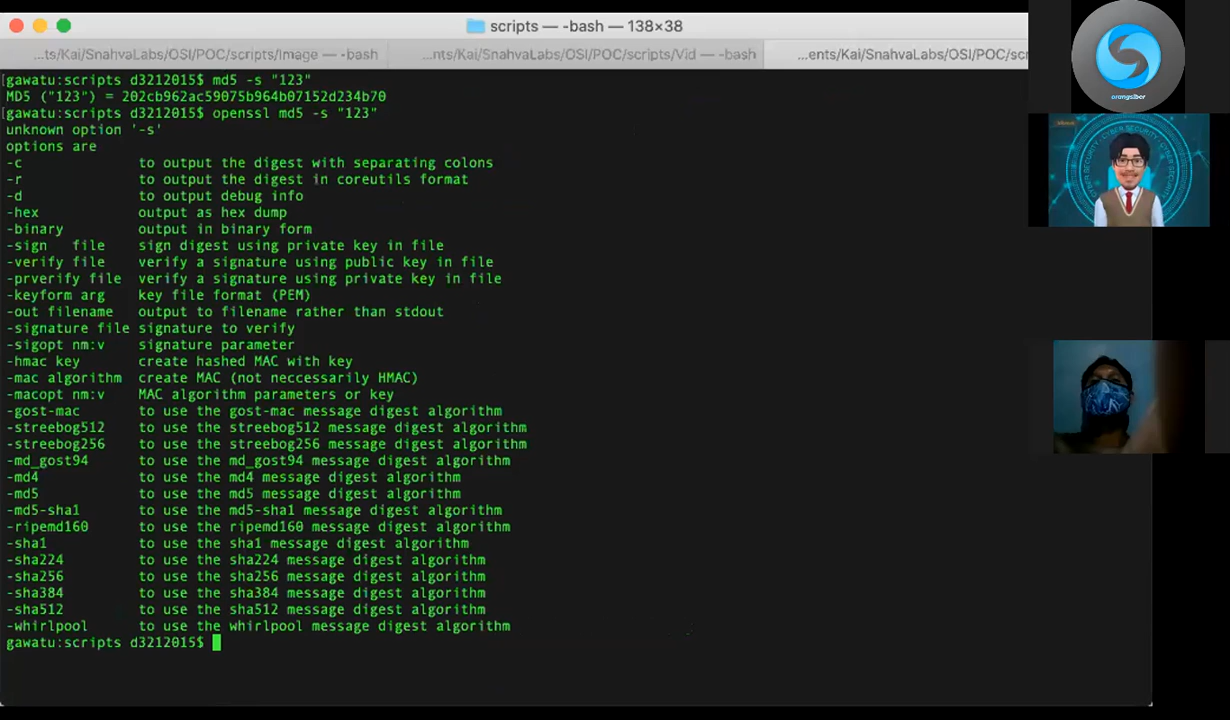 scripts — -bash — 138×38
...ts/Kai/SnahvaLabs/OSI/POC/scripts/Image — -bash
...nts/Kai/SnahvaLabs/OSI/POC/scripts/Vid — -bash
...ents/Kai/SnahvaLabs/OSI/POC/scr
[gawatu:scripts d3212015$ md5 -s "123"
MD5 ("123") = 202cb962ac59075b964b07152d234b70
[gawatu:scripts d3212015$ openssl md5 -s "123"
unknown option '-s'
options are
-c to output the digest with separating colons
-r to output the digest in coreutils format
-d to output debug info
-hex output as hex dump
-binary output in binary form
-sign file sign digest using private key in file
-verify file verify a signature using public key in file
-prverify file verify a signature using private key in file
-keyform arg key file format (PEM)
-out filename output to filename rather than stdout
-signature file signature to verify
-sigopt nm:v signature parameter
-hmac key create hashed MAC with key
-mac algorithm create MAC (not neccessarily HMAC)
-macopt nm:v MAC algorithm parameters or key
-gost-mac to use the gost-mac message digest algorithm
-streebog512 to use the streebog512 message digest algorithm
-streebog256 to use the streebog256 message digest algorithm
-md_gost94 to use the md_gost94 message digest algorithm
-md4 to use the md4 message digest algorithm
-md5 to use the md5 message digest algorithm
-md5-sha1 to use the md5-sha1 message digest algorithm
-ripemd160 to use the ripemd160 message digest algorithm
-sha1 to use the sha1 message digest algorithm
-sha224 to use the sha224 message digest algorithm
-sha256 to use the sha256 message digest algorithm
-sha384 to use the sha384 message digest algorithm
-sha512 to use the sha512 message digest algorithm
-whirlpool to use the whirlpool message digest algorithm
gawatu:scripts d3212015$
orangsiber
CYBER SECURITY